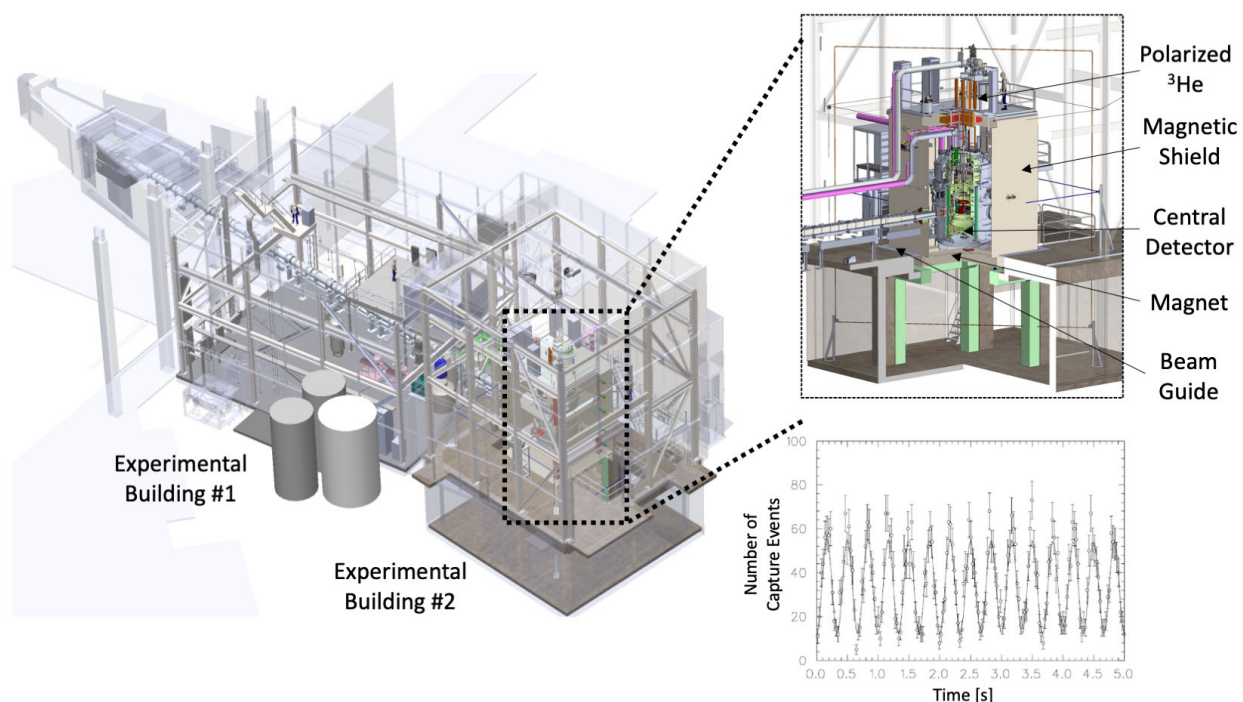 Polarized
³He
Magnetic
Shield
Central
Detector
Magnet
Beam
Guide
Experimental
Building #1
Experimental
Building #2
Number of
Capture Events
100
80
60
40
20
0
0.0 0.5 1.0 1.5 2.0 2.5 3.0 3.5 4.0 4.5 5.0
Time [s]